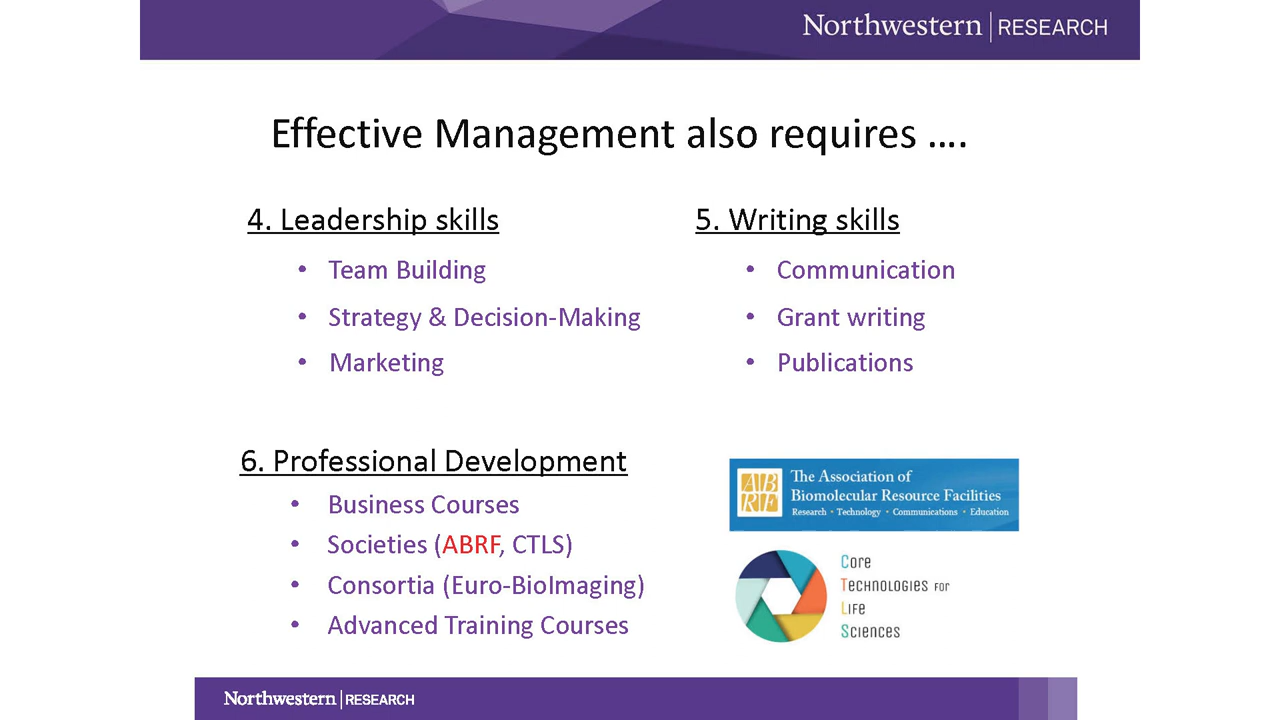 Northwestern | RESEARCH
Effective Management also requires ….
4. Leadership skills
• Team Building
• Strategy & Decision-Making
• Marketing
5. Writing skills
• Communication
• Grant writing
• Publications
6. Professional Development
• Business Courses
• Societies (ABRF, CTLS)
• Consortia (Euro-BioImaging)
• Advanced Training Courses
ABRF
The Association of
Biomolecular Resource Facilities
Research • Technology • Communications • Education
Core
Technologies for
Life
Sciences
Northwestern | RESEARCH